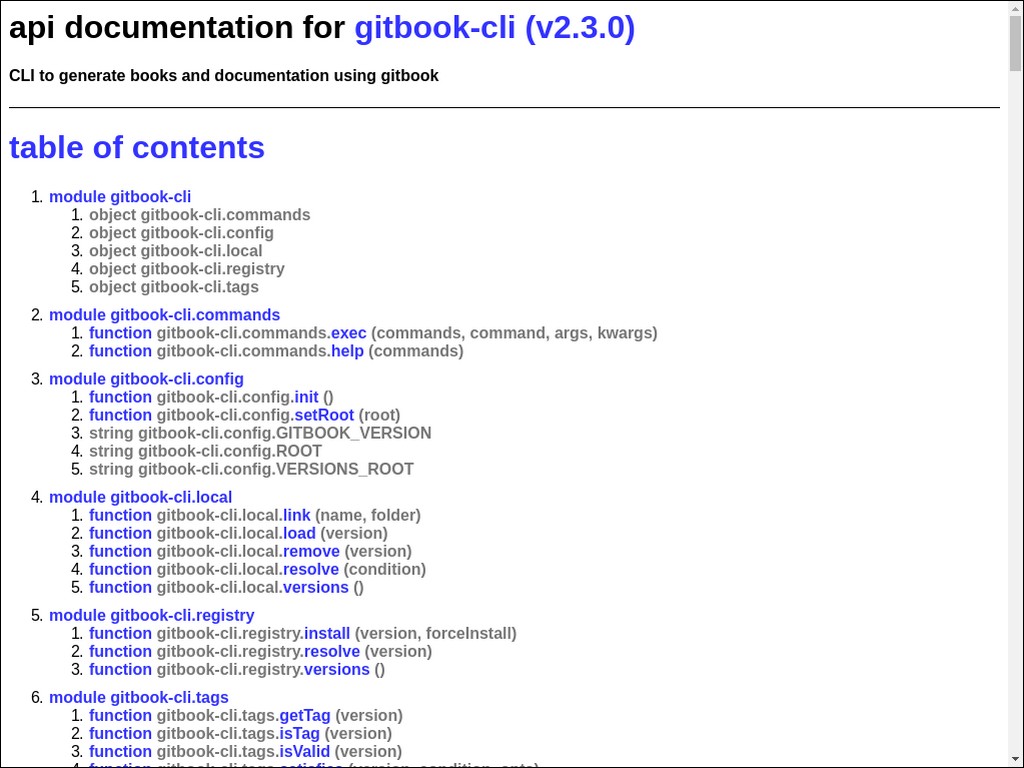 api documentation for gitbook-cli (v2.3.0)
CLI to generate books and documentation using gitbook
table of contents
1. module gitbook-cli
1. object gitbook-cli.commands
2. object gitbook-cli.config
3. object gitbook-cli.local
4. object gitbook-cli.registry
5. object gitbook-cli.tags
2. module gitbook-cli.commands
1. function gitbook-cli.commands.exec (commands, command, args, kwargs)
2. function gitbook-cli.commands.help (commands)
3. module gitbook-cli.config
1. function gitbook-cli.config.init ()
2. function gitbook-cli.config.setRoot (root)
3. string gitbook-cli.config.GITBOOK_VERSION
4. string gitbook-cli.config.ROOT
5. string gitbook-cli.config.VERSIONS_ROOT
4. module gitbook-cli.local
1. function gitbook-cli.local.link (name, folder)
2. function gitbook-cli.local.load (version)
3. function gitbook-cli.local.remove (version)
4. function gitbook-cli.local.resolve (condition)
5. function gitbook-cli.local.versions ()
5. module gitbook-cli.registry
1. function gitbook-cli.registry.install (version, forceInstall)
2. function gitbook-cli.registry.resolve (version)
3. function gitbook-cli.registry.versions ()
6. module gitbook-cli.tags
1. function gitbook-cli.tags.getTag (version)
2. function gitbook-cli.tags.isTag (version)
3. function gitbook-cli.tags.isValid (version)
4. function gitbook-cli.tags.satisfies (version, condition, opts)